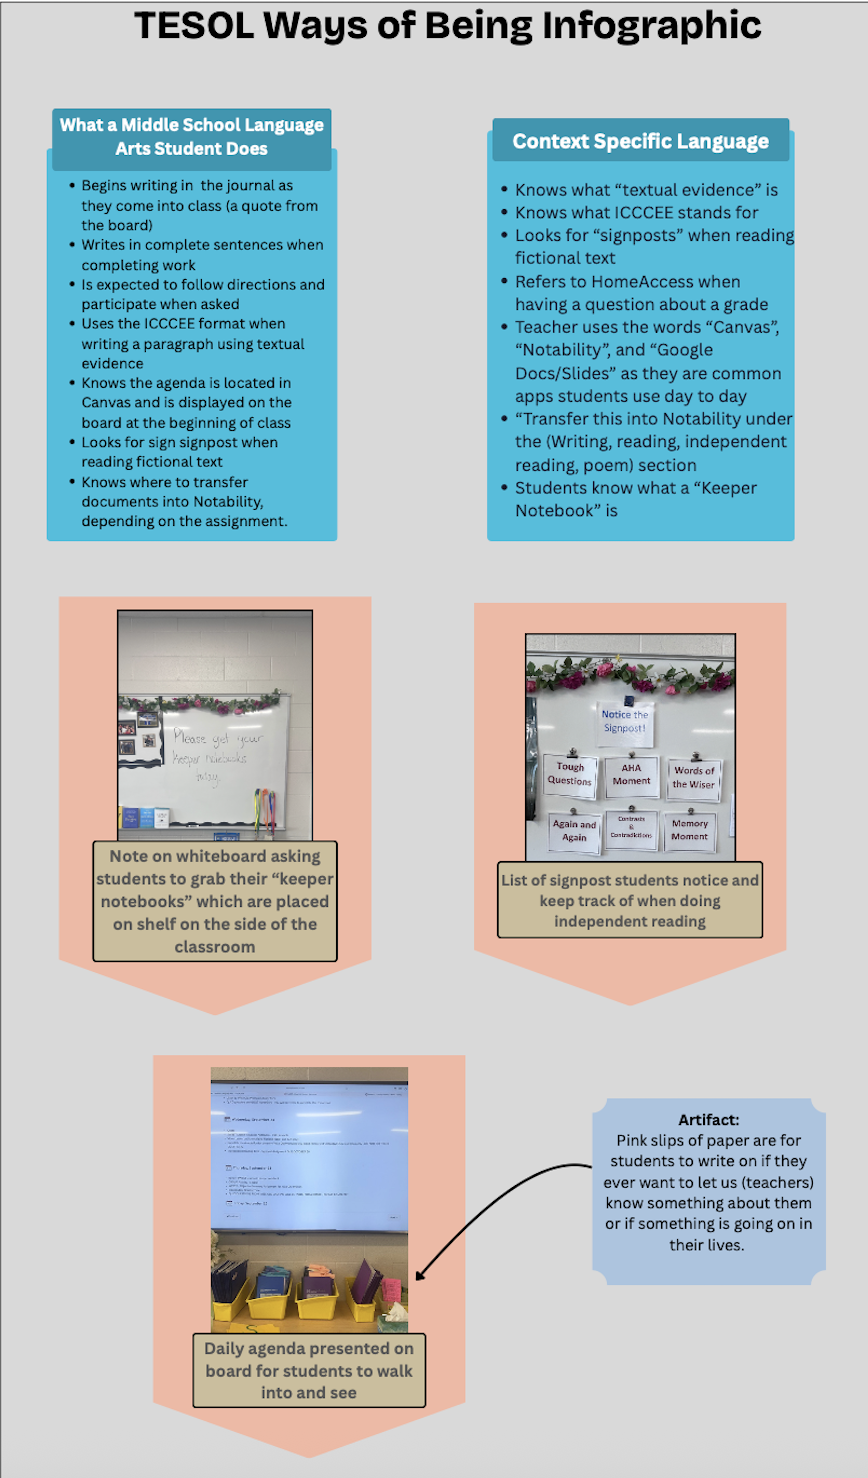 TESOL Ways of Being Infographic
What a Middle School Language
Arts Student Does
• Begins writing in the journal as
they come into class (a quote from
the board)
• Writes in complete sentences when
completing work
• Is expected to follow directions and
participate when asked
• Uses the ICCCEE format when
writing a paragraph using textual
evidence
• Knows the agenda is located in
Canvas and is displayed on the
board at the beginning of class
• Looks for sign signpost when
reading fictional text
• Knows where to transfer
documents into Notability,
depending on the assignment.
Context Specific Language
• Knows what “textual evidence” is
• Knows what ICCCEE stands for
• Looks for “signposts” when reading
fictional text
• Refers to HomeAccess when
having a question about a grade
• Teacher uses the words “Canvas”,
“Notability”, and “Google
Docs/Slides” as they are common
apps students use day to day
• “Transfer this into Notability under
the (Writing, reading, independent
reading, poem) section
• Students know what a “Keeper
Notebook” is
Please get your
Keeper notebooks
Note on whiteboard asking
students to grab their “keeper
notebooks” which are placed
on shelf on the side of the
classroom
Notice the
Signpost!
Tough
Questions
AHA
Moment
Words of
the Wiser
Again and
Again
Contrasts
&
Contradictions
Memory
Moment
List of signpost students notice and
keep track of when doing
independent reading
Daily agenda presented on
board for students to walk
into and see
Artifact:
Pink slips of paper are for
students to write on if they
ever want to let us (teachers)
know something about them
or if something is going on in
their lives.